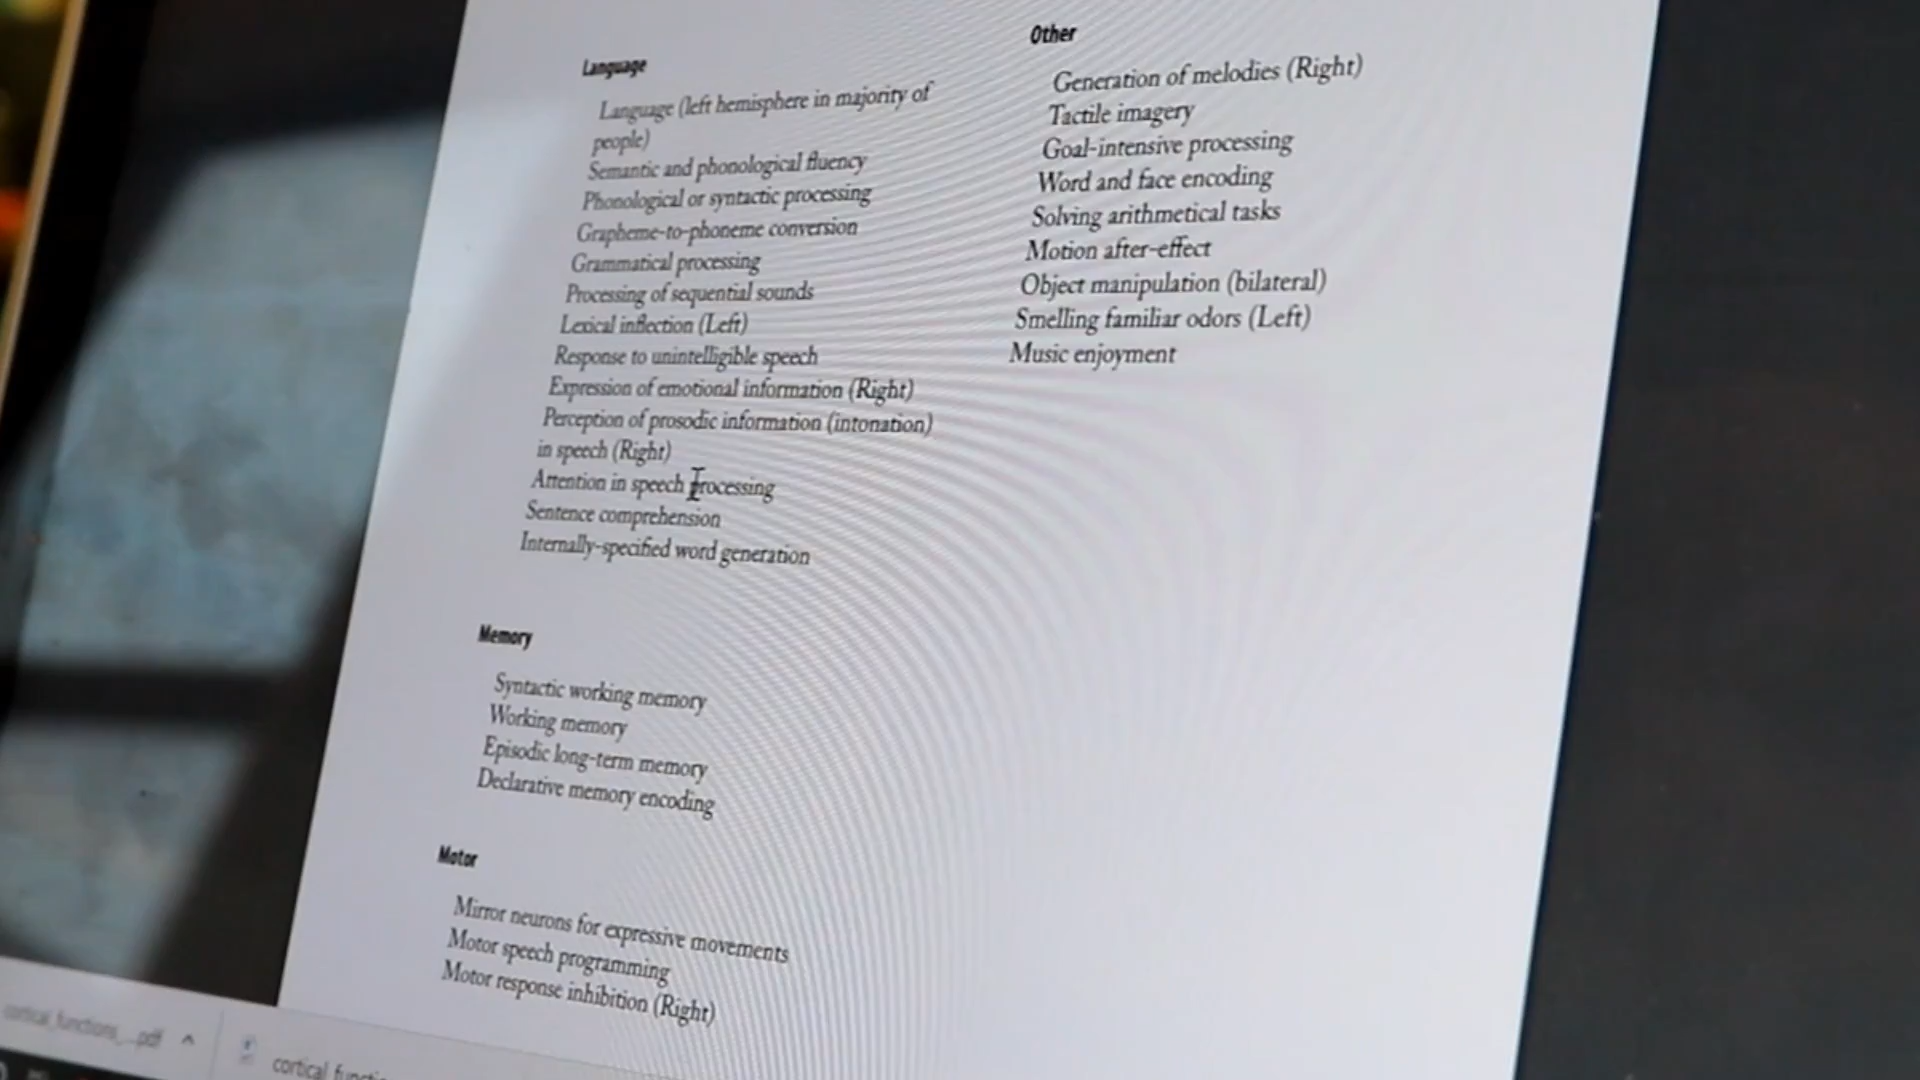 Language
Language (left hemisphere in majority of
people)
Semantic and phonological fluency
Phonological or syntactic processing
Grapheme-to-phoneme conversion
Grammatical processing
Processing of sequential sounds
Lexical inflection (Left)
Response to unintelligible speech
Expression of emotional information (Right)
Perception of prosodic information (intonation)
in speech (Right)
Attention in speech processing
Sentence comprehension
Internally-specified word generation
Memory
Syntactic working memory
Working memory
Episodic long-term memory
Declarative memory encoding
Motor
Mirror neurons for expressive movements
Motor speech programming
Motor response inhibition (Right)
Other
Generation of melodies (Right)
Tactile imagery
Goal-intensive processing
Word and face encoding
Solving arithmetical tasks
Motion after-effect
Object manipulation (bilateral)
Smelling familiar odors (Left)
Music enjoyment
cortical_functions_...pdf